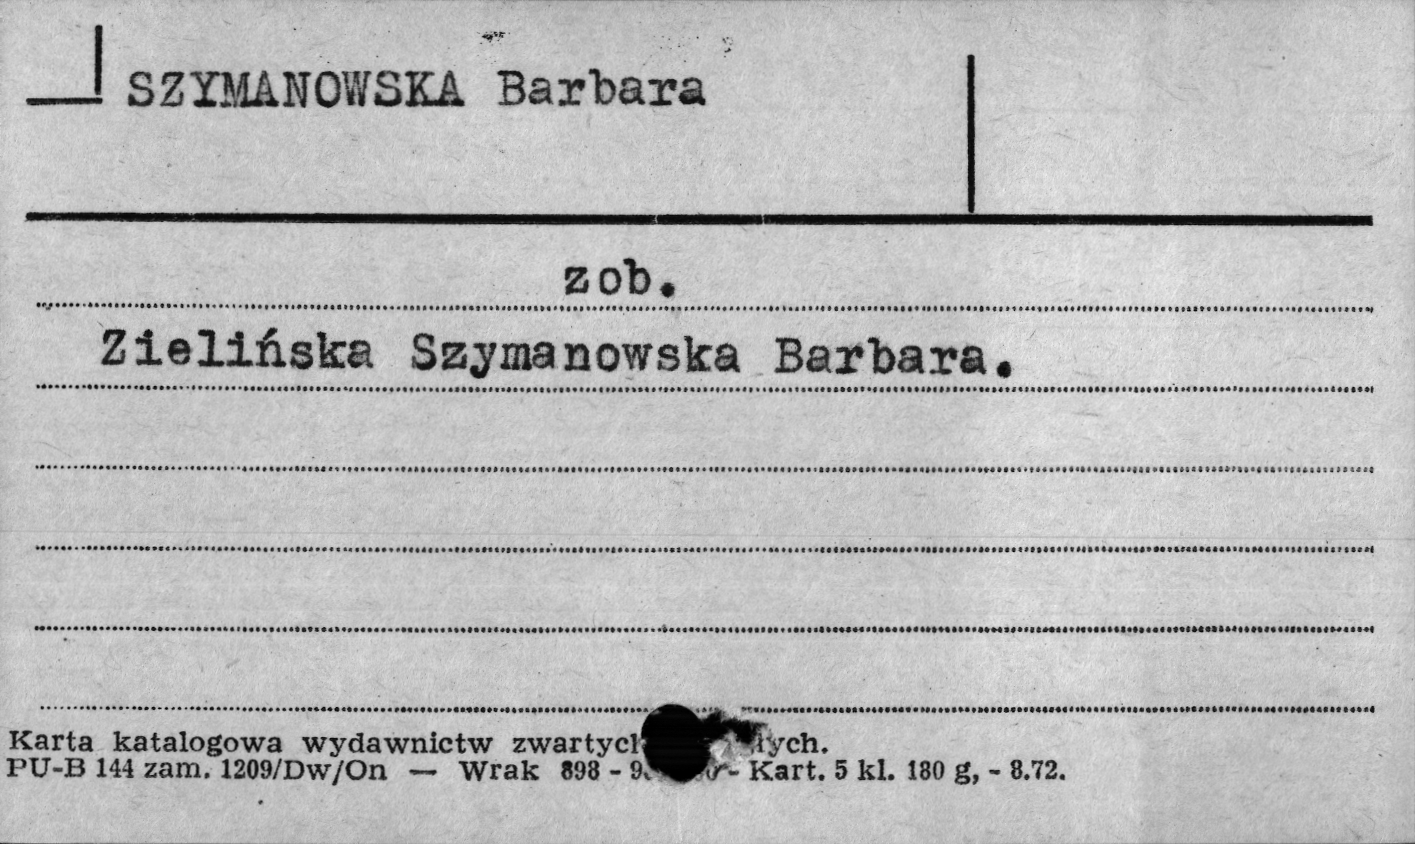 SZYMANOWSKA Barbara
zob.
Zielińska Szymanowska Barbara.
Karta katalogowa wydawnictw
PU-B 144 zam. 1209/Dw/On — Wrak 898 - Kart. 5 kl. 180 g, - 8.72.